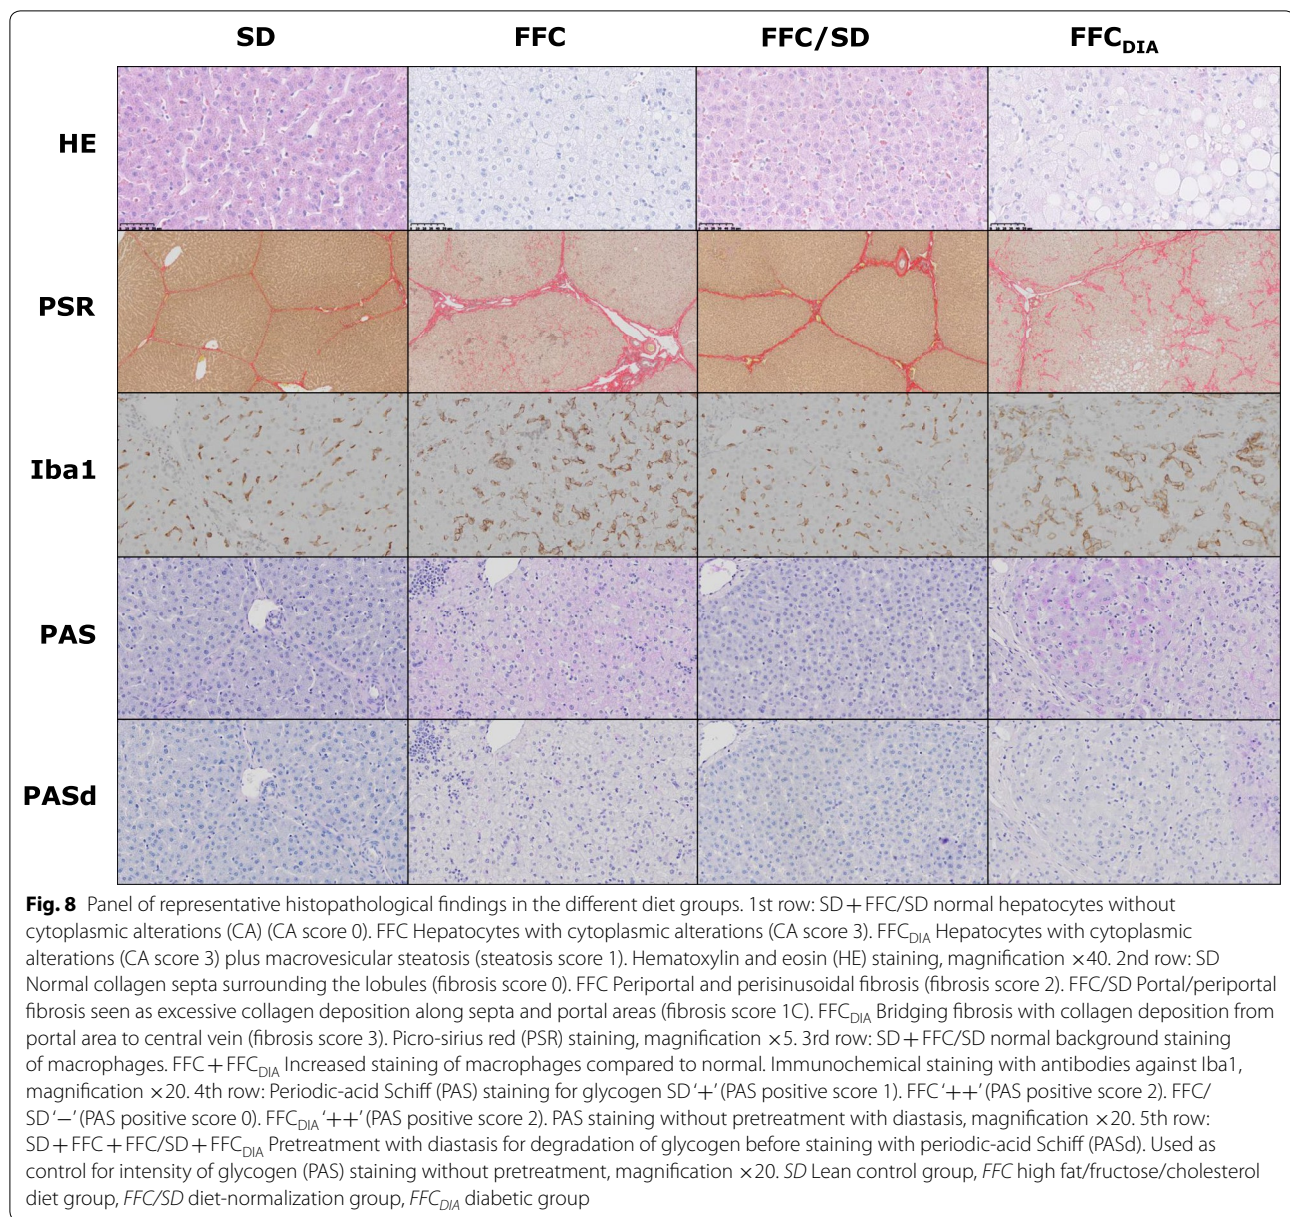 SD FFC FFC/SD FFC_DIA
HE
PSR
Iba1
PAS
PASd
Fig. 8 Panel of representative histopathological findings in the different diet groups. 1st row: SD + FFC/SD normal hepatocytes without
cytoplasmic alterations (CA) (CA score 0). FFC Hepatocytes with cytoplasmic alterations (CA score 3). FFC_DIA Hepatocytes with cytoplasmic
alterations (CA score 3) plus macrovesicular steatosis (steatosis score 1). Hematoxylin and eosin (HE) staining, magnification ×40. 2nd row: SD
Normal collagen septa surrounding the lobules (fibrosis score 0). FFC Periportal and perisinusoidal fibrosis (fibrosis score 2). FFC/SD Portal/periportal
fibrosis seen as excessive collagen deposition along septa and portal areas (fibrosis score 1C). FFC_DIA Bridging fibrosis with collagen deposition from
portal area to central vein (fibrosis score 3). Picro-sirius red (PSR) staining, magnification ×5. 3rd row: SD + FFC/SD normal background staining
of macrophages. FFC + FFC_DIA Increased staining of macrophages compared to normal. Immunochemical staining with antibodies against Iba1,
magnification ×20. 4th row: Periodic-acid Schiff (PAS) staining for glycogen SD ‘+’ (PAS positive score 1). FFC ‘++’ (PAS positive score 2). FFC/
SD ‘−’ (PAS positive score 0). FFC_DIA ‘++’ (PAS positive score 2). PAS staining without pretreatment with diastasis, magnification ×20. 5th row:
SD + FFC + FFC/SD + FFC_DIA Pretreatment with diastasis for degradation of glycogen before staining with periodic-acid Schiff (PASd). Used as
control for intensity of glycogen (PAS) staining without pretreatment, magnification ×20. SD Lean control group, FFC high fat/fructose/cholesterol
diet group, FFC/SD diet-normalization group, FFC_DIA diabetic group